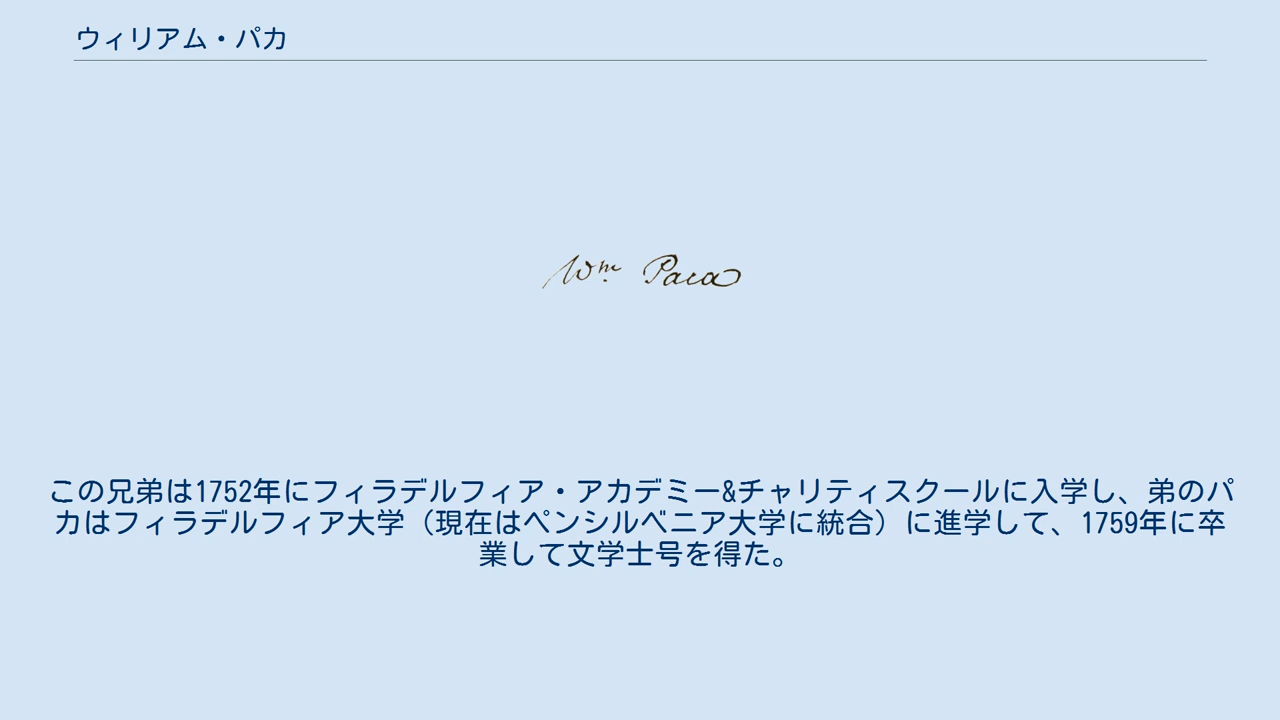 ウィリアム・パカ
Wm. Paca
この兄弟は1752年にフィラデルフィア・アカデミー&チャリティスクールに入学し、弟のパ
カはフィラデルフィア大学（現在はペンシルベニア大学に統合）に進学して、1759年に卒
業して文学士号を得た。